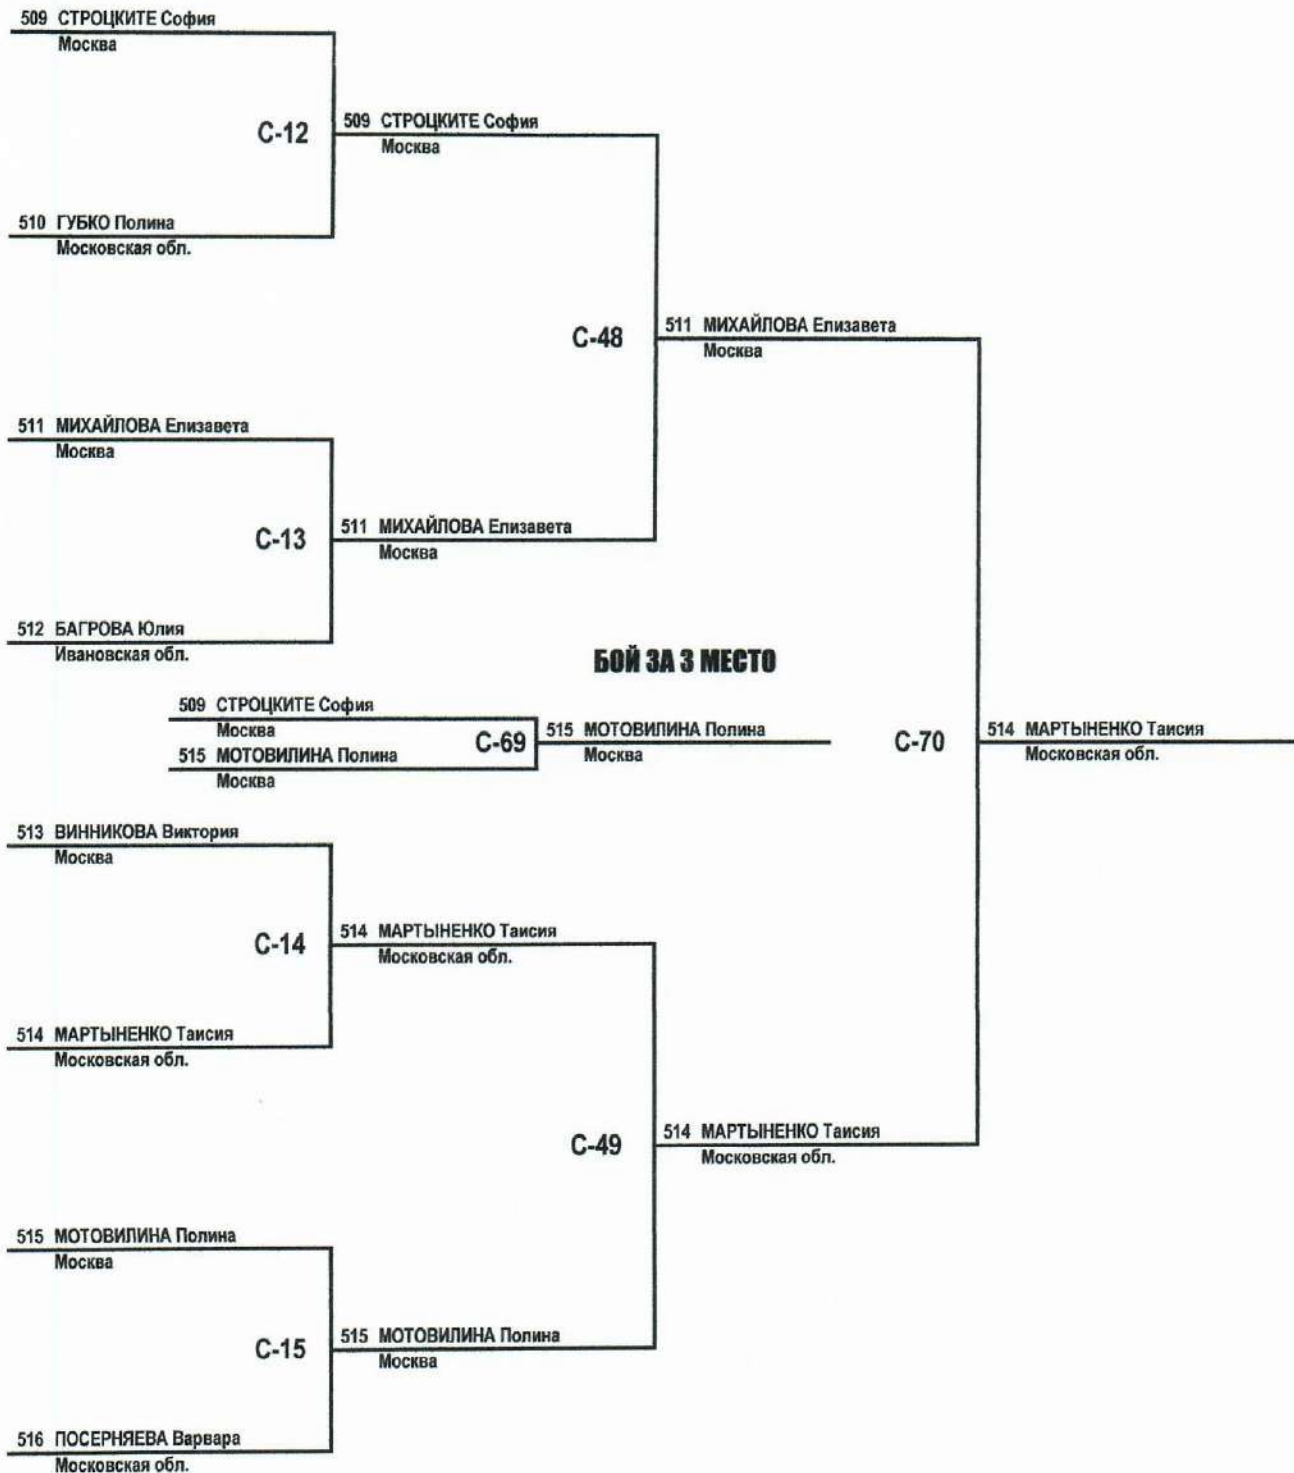 509 СТРОЦКИТЕ София
Москва
С-12
509 СТРОЦКИТЕ София
Москва
510 ГУБКО Полина
Московская обл.
С-48
511 МИХАЙЛОВА Елизавета
Москва
511 МИХАЙЛОВА Елизавета
Москва
С-13
511 МИХАЙЛОВА Елизавета
Москва
512 БАГРОВА Юлия
Ивановская обл.
БОЙ ЗА 3 МЕСТО
509 СТРОЦКИТЕ София
Москва
515 МОТОВИЛИНА Полина
Москва
С-69
515 МОТОВИЛИНА Полина
Москва
С-70
514 МАРТЫНЕНКО Таисия
Московская обл.
513 ВИННИКОВА Виктория
Москва
С-14
514 МАРТЫНЕНКО Таисия
Московская обл.
514 МАРТЫНЕНКО Таисия
Московская обл.
С-49
514 МАРТЫНЕНКО Таисия
Московская обл.
515 МОТОВИЛИНА Полина
Москва
С-15
515 МОТОВИЛИНА Полина
Москва
516 ПОСЕРНЯЕВА Варвара
Московская обл.